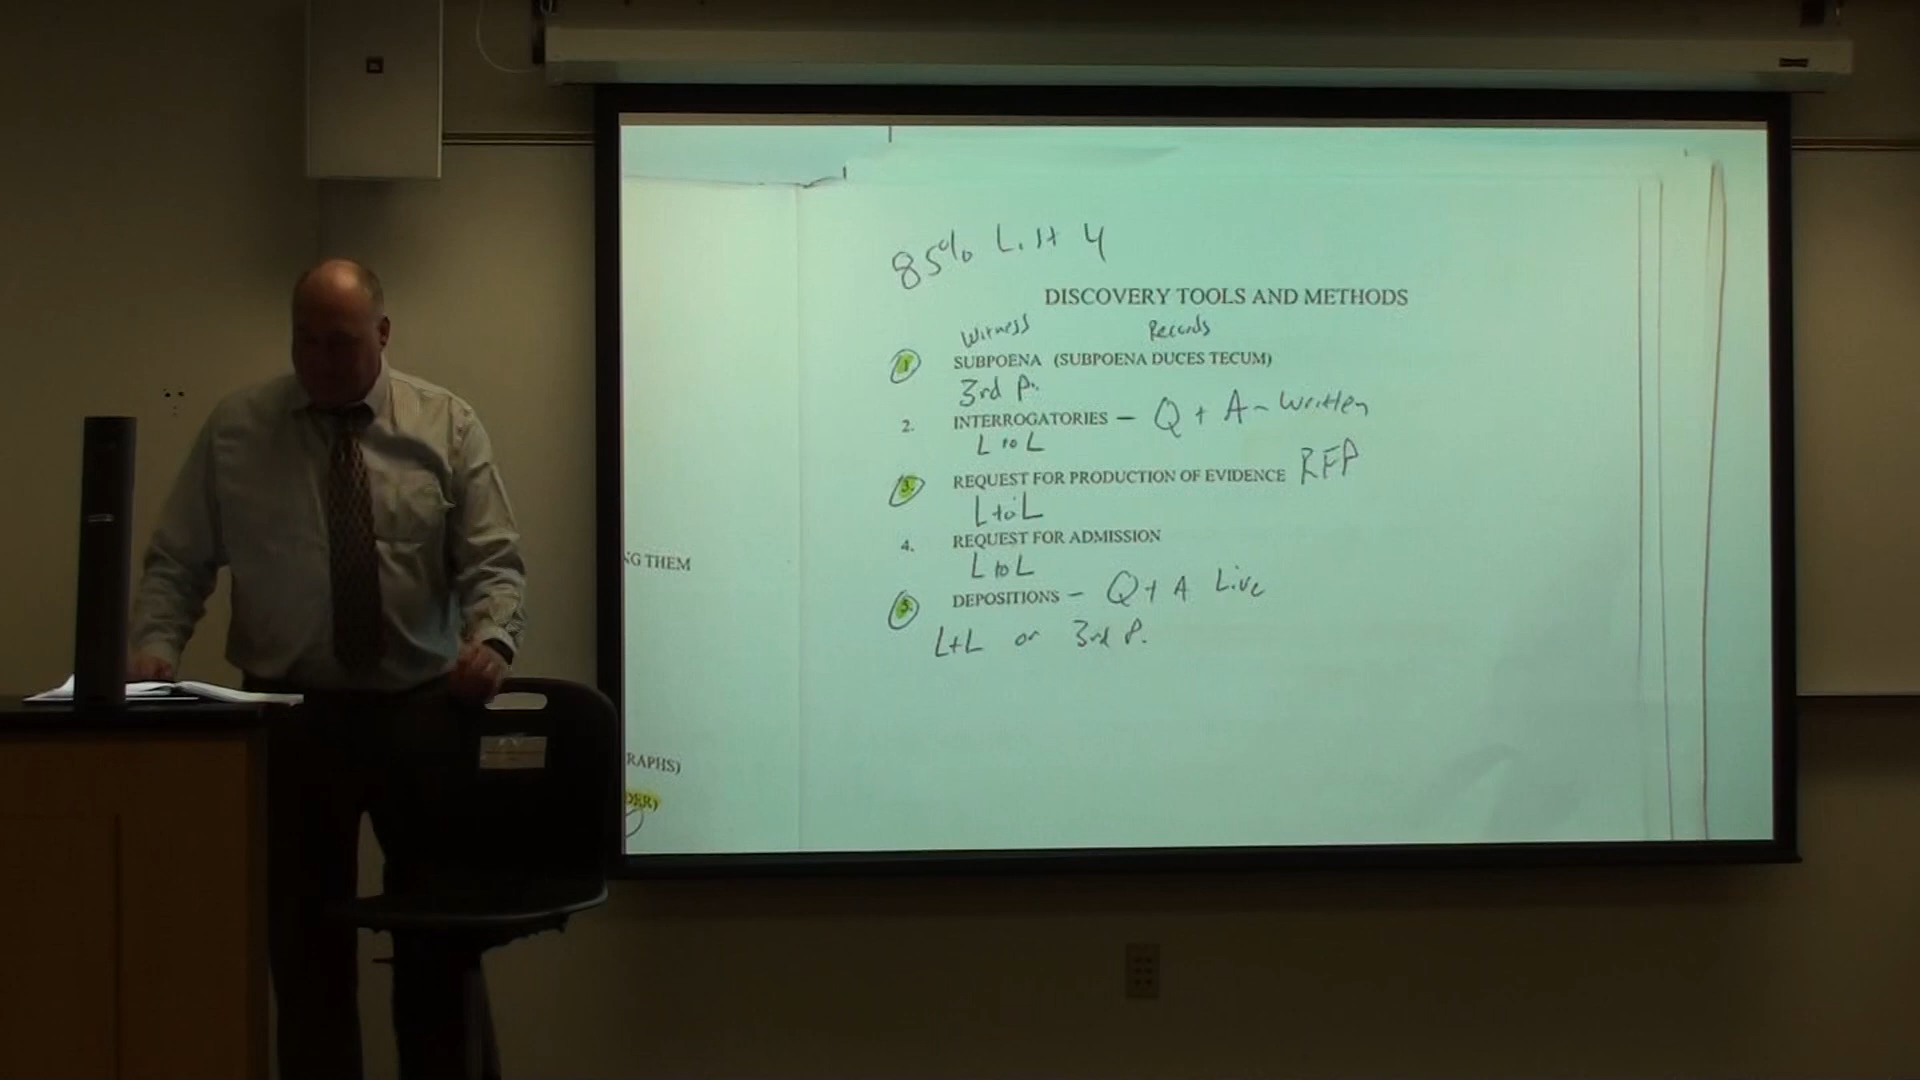 85% List 4
DISCOVERY TOOLS AND METHODS
Witness Records
1 SUBPOENA (SUBPOENA DUCES TECUM)
3rd P.
2. INTERROGATORIES — Q + A - Written
L to L
3. REQUEST FOR PRODUCTION OF EVIDENCE RFP
L to L
4. REQUEST FOR ADMISSION
L to L
5. DEPOSITIONS — Q + A Live
L+L or 3rd P.
NG THEM
RAPHS)
DER)